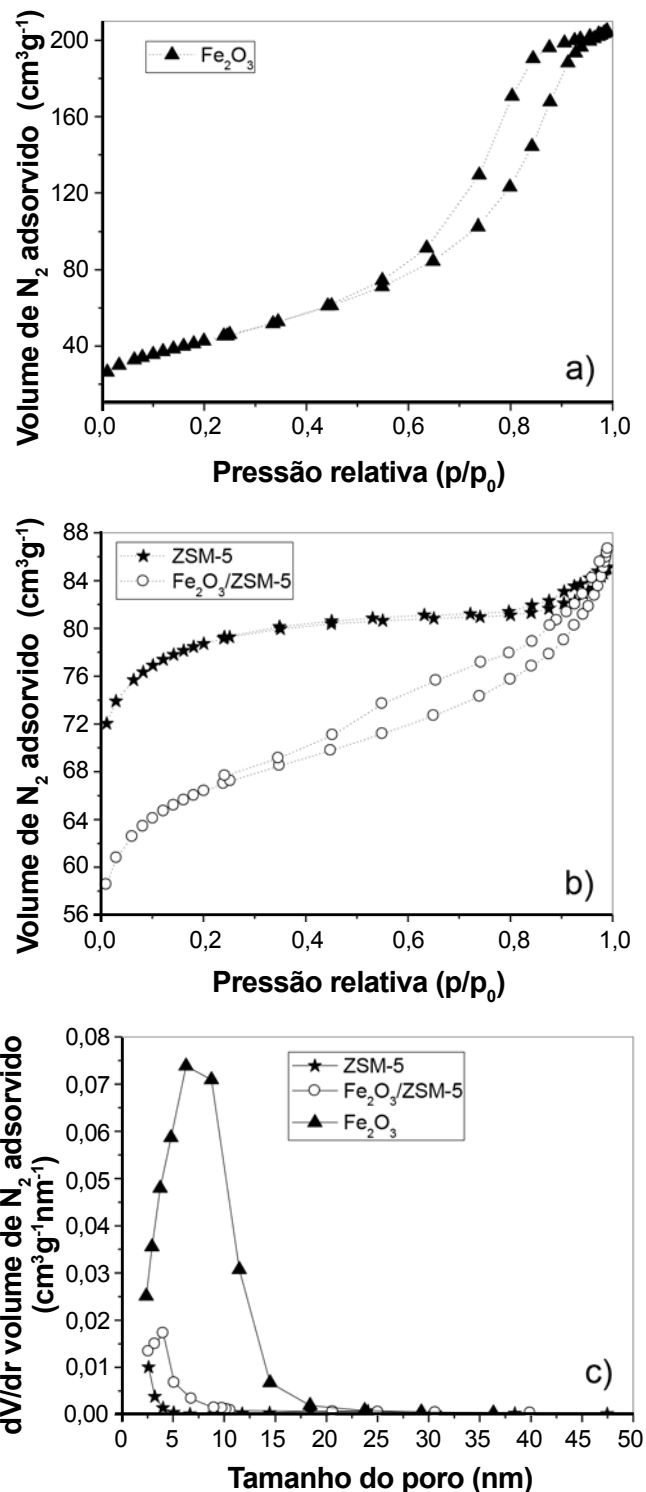 Fe₂O₃
Volume de N₂ adsorvido (cm³g⁻¹)
200
160
120
80
40
0,0 0,2 0,4 0,6 0,8 1,0
a)
Pressão relativa (p/p₀)
ZSM-5
Fe₂O₃/ZSM-5
Volume de N₂ adsorvido (cm³g⁻¹)
88
84
80
76
72
68
64
60
56
0,0 0,2 0,4 0,6 0,8 1,0
b)
Pressão relativa (p/p₀)
ZSM-5
Fe₂O₃/ZSM-5
Fe₂O₃
dV/dr volume de N₂ adsorvido
(cm³g⁻¹nm⁻¹)
0,08
0,07
0,06
0,05
0,04
0,03
0,02
0,01
0,00
0 5 10 15 20 25 30 35 40 45 50
c)
Tamanho do poro (nm)